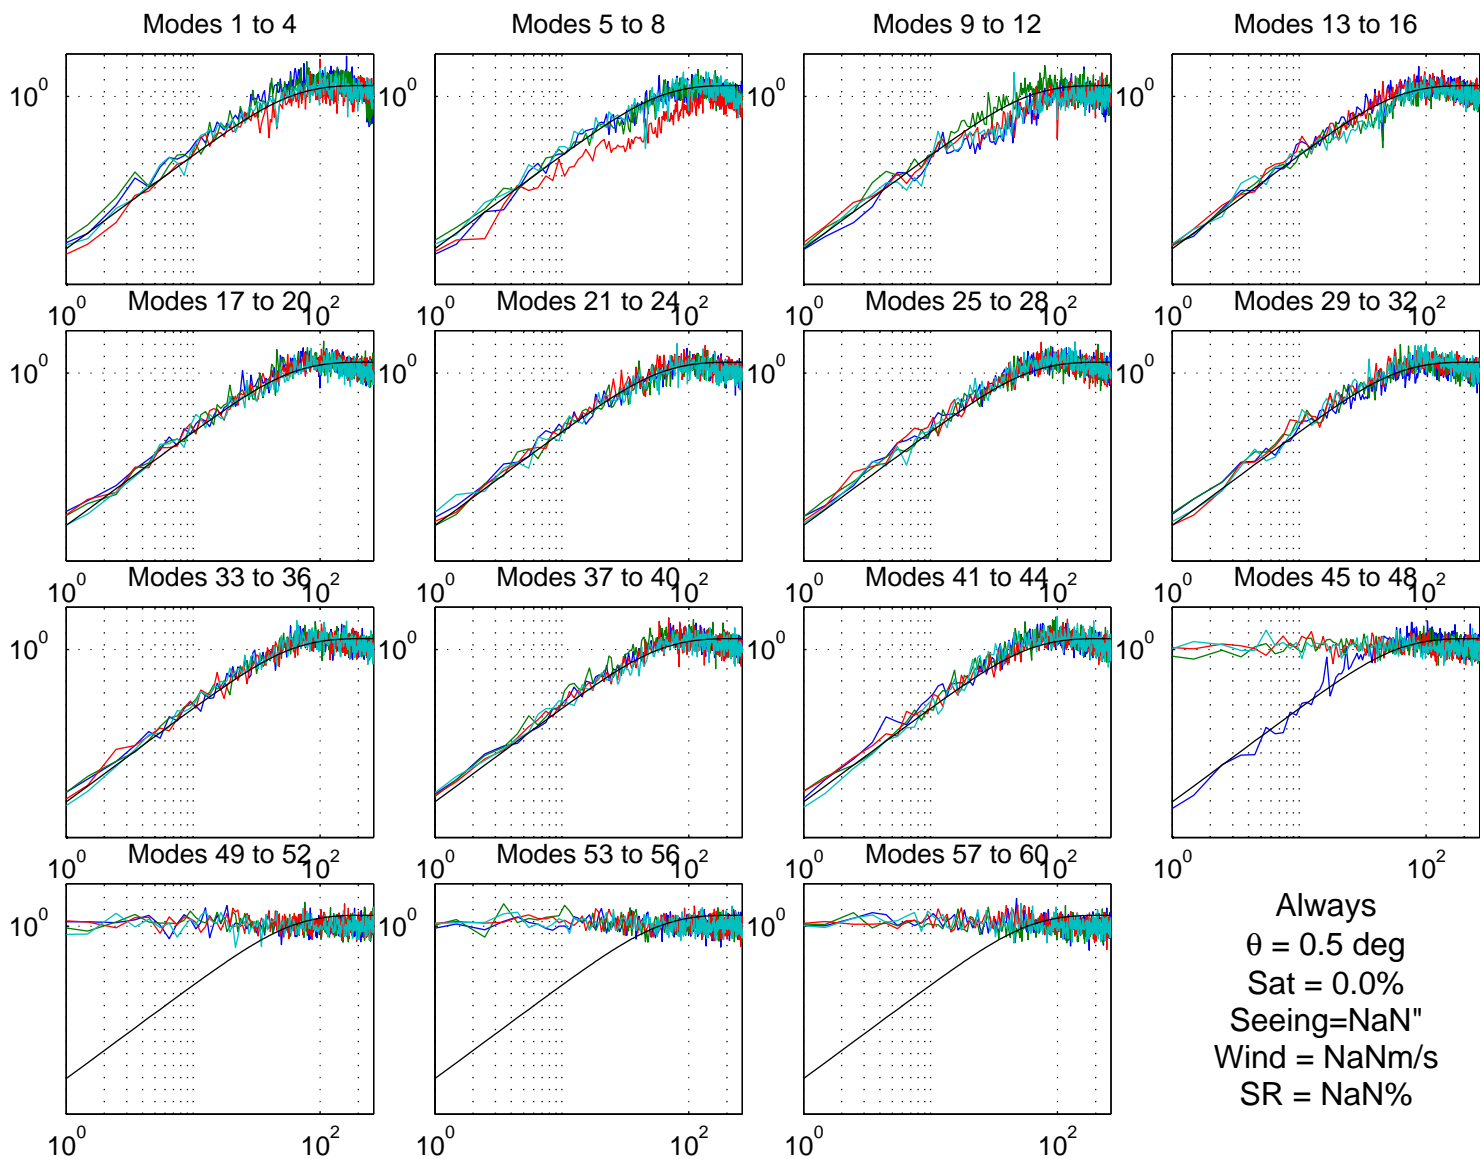 Modes 1 to 4
Modes 5 to 8
Modes 9 to 12
Modes 13 to 16
10^0
10^0
10^0
10^0
10^0
10^2
10^0
10^2
10^0
10^2
10^0
10^2
Modes 17 to 20
Modes 21 to 24
Modes 25 to 28
Modes 29 to 32
10^0
10^0
10^0
10^0
10^0
10^2
10^0
10^2
10^0
10^2
10^0
10^2
Modes 33 to 36
Modes 37 to 40
Modes 41 to 44
Modes 45 to 48
10^0
10^0
10^0
10^0
10^0
10^2
10^0
10^2
10^0
10^2
10^0
10^2
Modes 49 to 52
Modes 53 to 56
Modes 57 to 60
10^0
10^0
10^0
10^0
10^2
10^0
10^2
10^0
10^2
Always
θ = 0.5 deg
Sat = 0.0%
Seeing=NaN"
Wind = NaNm/s
SR = NaN%